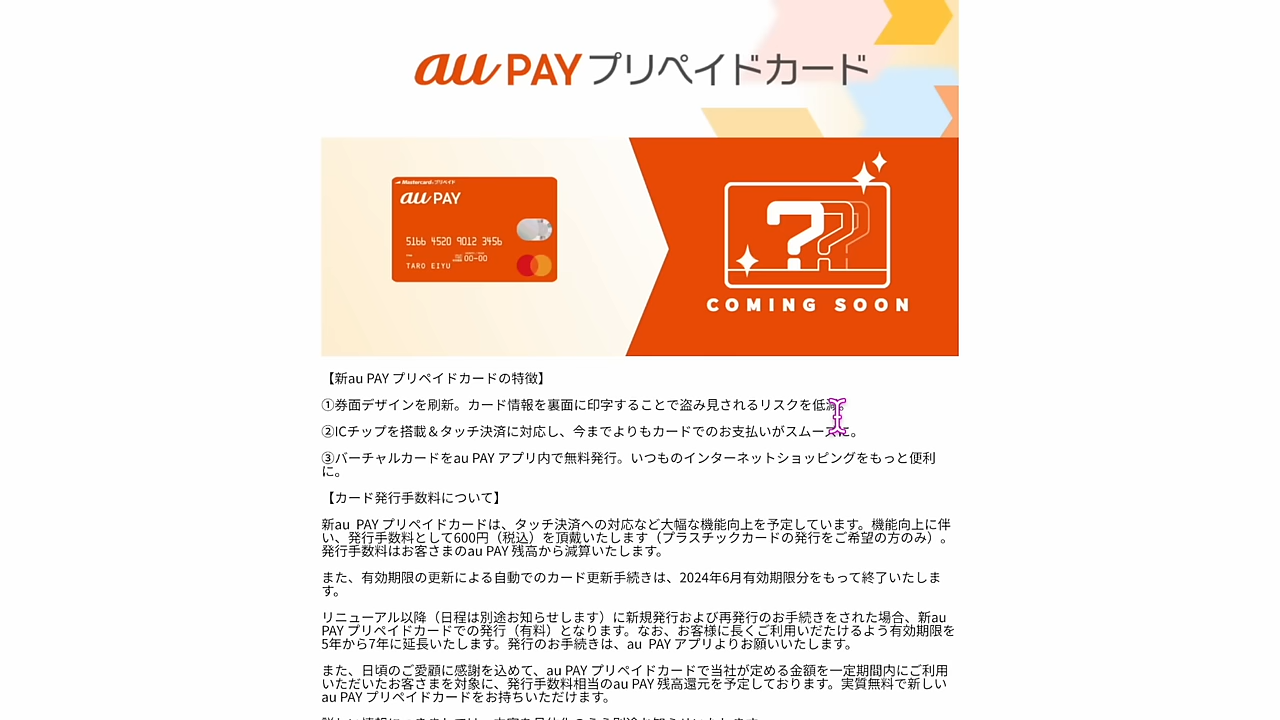 au PAY プリペイドカード
Mastercard プリペイド
au PAY
5166 4520 9012 3456
00-00
TARO EIYU
??
COMING SOON
【新au PAY プリペイドカードの特徴】
①券面デザインを刷新。カード情報を裏面に印字することで盗み見されるリスクを低
②ICチップを搭載＆タッチ決済に対応し、今までよりもカードでのお支払いがスムー
③バーチャルカードをau PAY アプリ内で無料発行。いつものインターネットショッピングをもっと便利
に。
【カード発行手数料について】
新au PAY プリペイドカードは、タッチ決済への対応など大幅な機能向上を予定しています。機能向上に伴
い、発行手数料として600円（税込）を頂戴いたします（プラスチックカードの発行をご希望の方のみ）。
発行手数料はお客さまのau PAY 残高から減算いたします。
また、有効期限の更新による自動でのカード更新手続きは、2024年6月有効期限分をもって終了いたしま
す。
リニューアル以降（日程は別途お知らせします）に新規発行および再発行のお手続きをされた場合、新au
PAY プリペイドカードでの発行（有料）となります。なお、お客様に長くご利用いだたけるよう有効期限を
5年から7年に延長いたします。発行のお手続きは、au PAY アプリよりお願いいたします。
また、日頃のご愛顧に感謝を込めて、au PAY プリペイドカードで当社が定める金額を一定期間内にご利用
いただいたお客さまを対象に、発行手数料相当のau PAY 残高還元を予定しております。実質無料で新しい
au PAY プリペイドカードをお持ちいただけます。